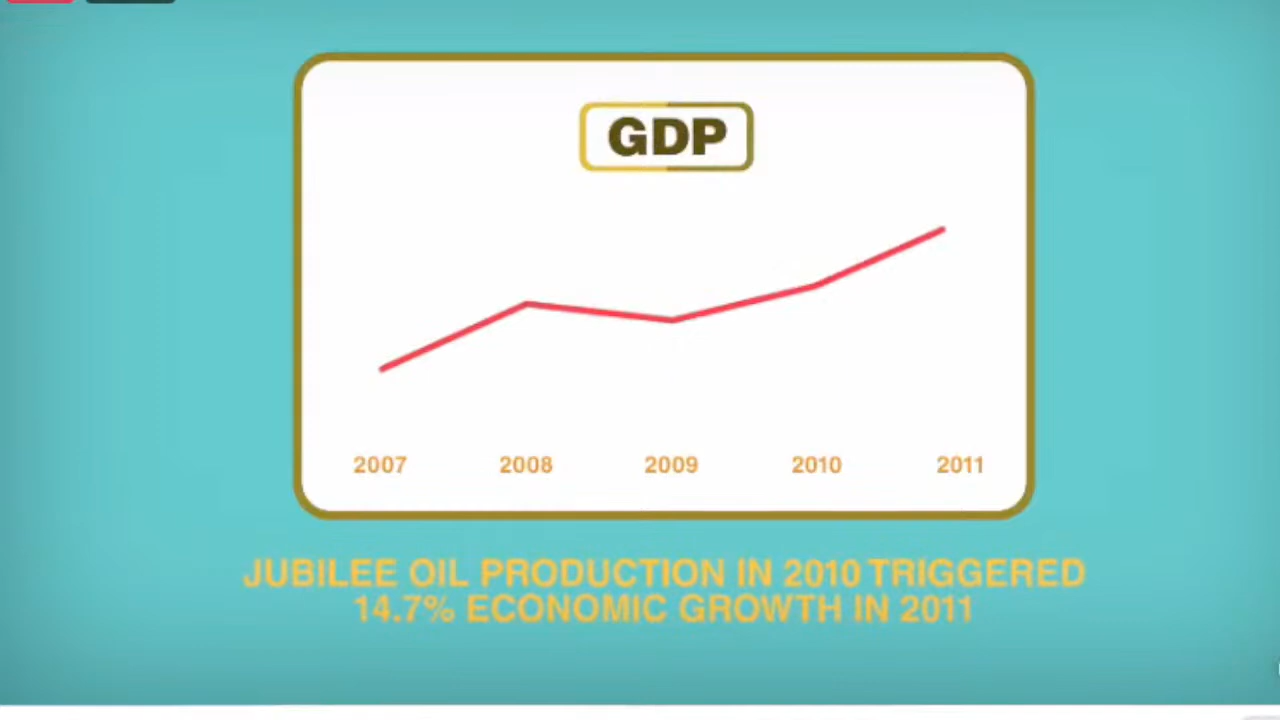 GDP
2007 2008 2009 2010 2011
JUBILEE OIL PRODUCTION IN 2010 TRIGGERED
14.7% ECONOMIC GROWTH IN 2011